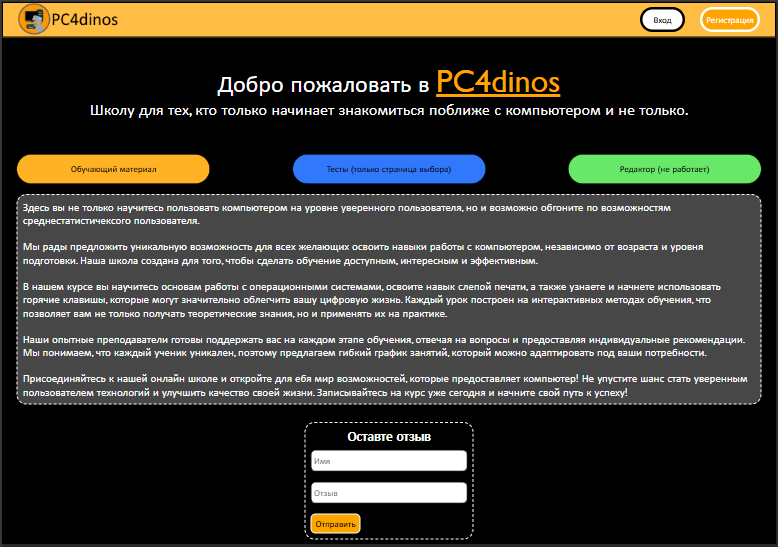 PC4dinos
Вход
Регистрация
Добро пожаловать в PC4dinos
Школу для тех, кто только начинает знакомиться поближе с компьютером и не только.
Обучающий материал
Тесты (только страница выбора)
Редактор (не работает)
Здесь вы не только научитесь пользовать компьютером на уровне уверенного пользователя, но и возможно обгоните по возможностям
среднестатистичексого пользователя.
Мы рады предложить уникальную возможность для всех желающих освоить навыки работы с компьютером, независимо от возраста и уровня
подготовки. Наша школа создана для того, чтобы сделать обучение доступным, интересным и эффективным.
В нашем курсе вы научитесь основам работы с операционными системами, освоите навык слепой печати, а также узнаете и начнете использовать
горячие клавишы, которые могут значительно облегчить вашу цифровую жизнь. Каждый урок построен на интерактивных методах обучения, что
позволяет вам не только получать теоретические знания, но и применять их на практике.
Наши опытные преподаватели готовы поддержать вас на каждом этапе обучения, отвечая на вопросы и предоставляя индивидуальные рекомендации.
Мы понимаем, что каждый ученик уникален, поэтому предлагаем гибкий график занятий, который можно адаптировать под ваши потребности.
Присоединяйтесь к нашей онлайн школе и откройте для ебя мир возможностей, которые предоставляет компьютер! Не упустите шанс стать уверенным
пользователем технологий и улучшить качество своей жизни. Записывайтесь на курс уже сегодня и начните свой путь к успеху!
Оставте отзыв
Имя
Отзыв
Отправить